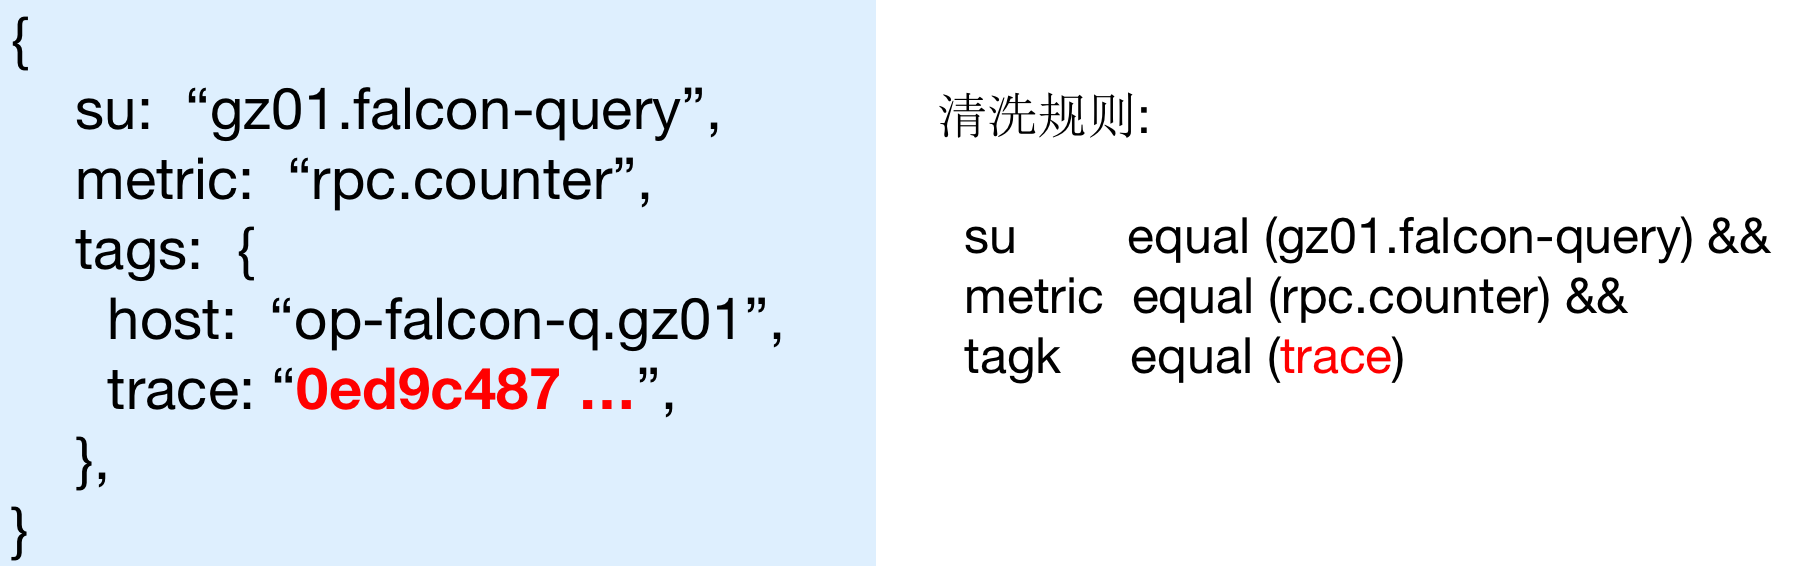 {
su: “gz01.falcon-query”,
metric: “rpc.counter”,
tags: {
host: “op-falcon-q.gz01”,
trace: “0ed9c487 ...”,
},
}
清洗规则:
su equal (gz01.falcon-query) &&
metric equal (rpc.counter) &&
tagk equal (trace)